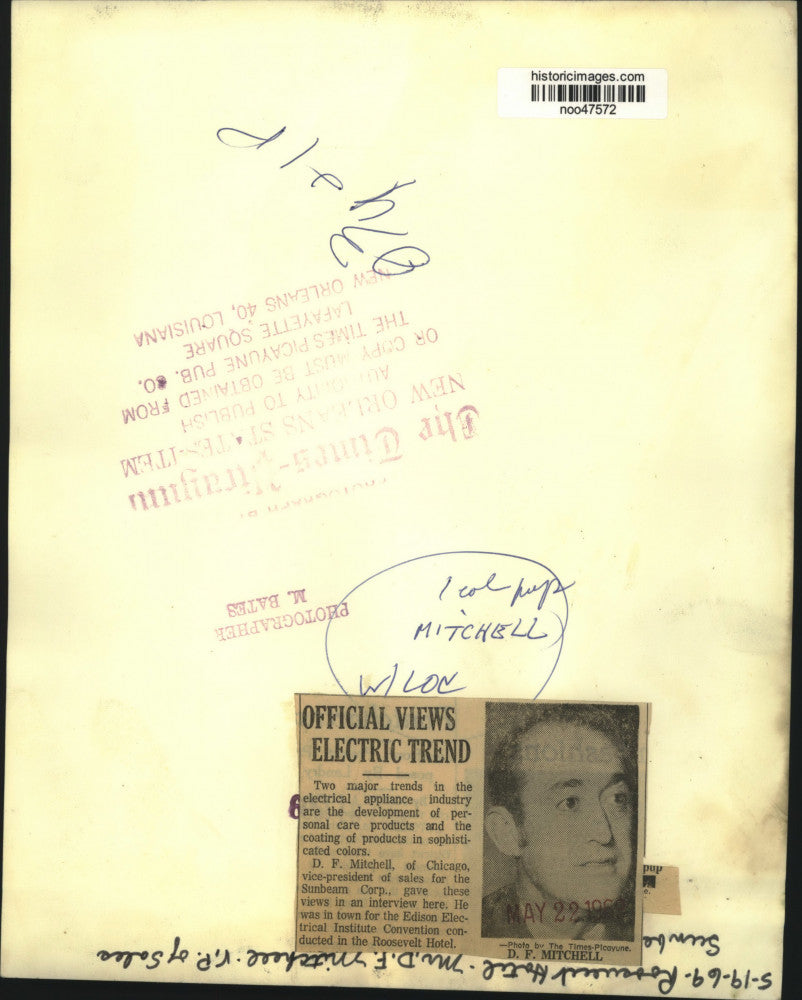 historicimages.com
noo47572
NEW ORLEANS 40, LOUISIANA
LAFAYETTE SQUARE
THE TIMES PICAYUNE PUB. CO.
OR COPY MUST BE OBTAINED FROM
AUTHORITY TO PUBLISH
NEW ORLEANS STATES-ITEM
The Times-Picayune
PHOTOGRAPH BY
PHOTOGRAPHER
M. BATES
1 col pup
MITCHELL
W/LOC
OFFICIAL VIEWS
ELECTRIC TREND
Two major trends in the
electrical appliance industry
are the development of per-
sonal care products and the
coating of products in sophisti-
cated colors.
D. F. Mitchell, of Chicago,
vice-president of sales for the
Sunbeam Corp., gave these
views in an interview here. He
was in town for the Edison Elec-
trical Institute Convention con-
ducted in the Roosevelt Hotel.
MAY 22 19
—Photo by The Times-Picayune.
D. F. MITCHELL
5-19-69-Roosevelt Hotel-Mr. D. F. Mitchell-V.P. of Sales
Sunbe